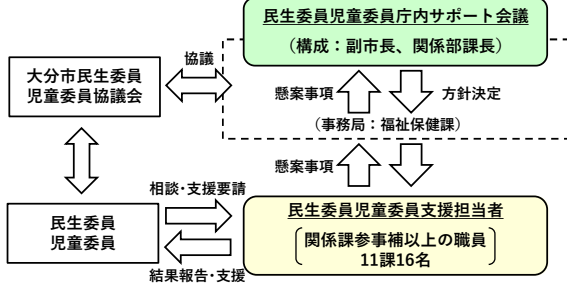 民生委員児童委員庁内サポート会議
（構成：副市長、関係部課長）
協議
大分市民生委員
児童委員協議会
懸案事項
方針決定
（事務局：福祉保健課）
懸案事項
相談・支援要請
民生委員児童委員支援担当者
民生委員
児童委員
関係課参事補以上の職員
11課16名
結果報告・支援